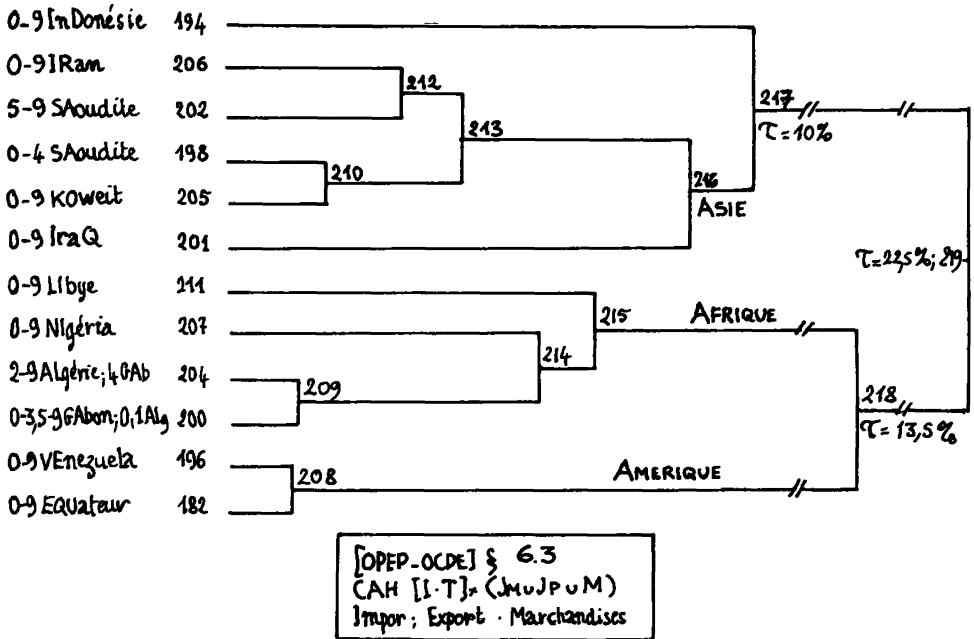 0-9 InDonésie 194
0-9 IRan 206
212
5-9 SAoudite 202
217
213
τ=10%
0-4 SAoudite 198
210
216
0-9 KOweit 205
ASIE
0-9 IraQ 201
τ=22,5%; 219
0-9 LIbye 211
215
AFRIQUE
0-9 NIgéria 207
214
2-9 Algérie; 4 GAb 204
209
218
0-3,5-9 GAbon; 0,1 Alg 200
τ=13,5%
0-9 VEnezuela 196
208
AMERIQUE
0-9 EQUateur 182
[OPEP-OCDE] § 6.3
CAH [I·T]×(JM∪JP∪M)
Impor; Export · Marchandises